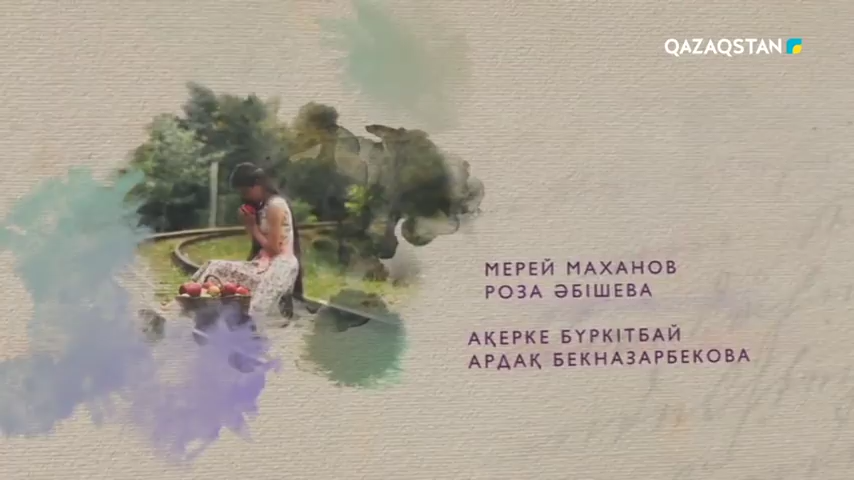 QAZAQSTAN
МЕРЕЙ МАХАНОВ
РОЗА ӘБІШЕВА
АҚЕРКЕ БҮРКІТБАЙ
АРДАҚ БЕКНАЗАРБЕКОВА